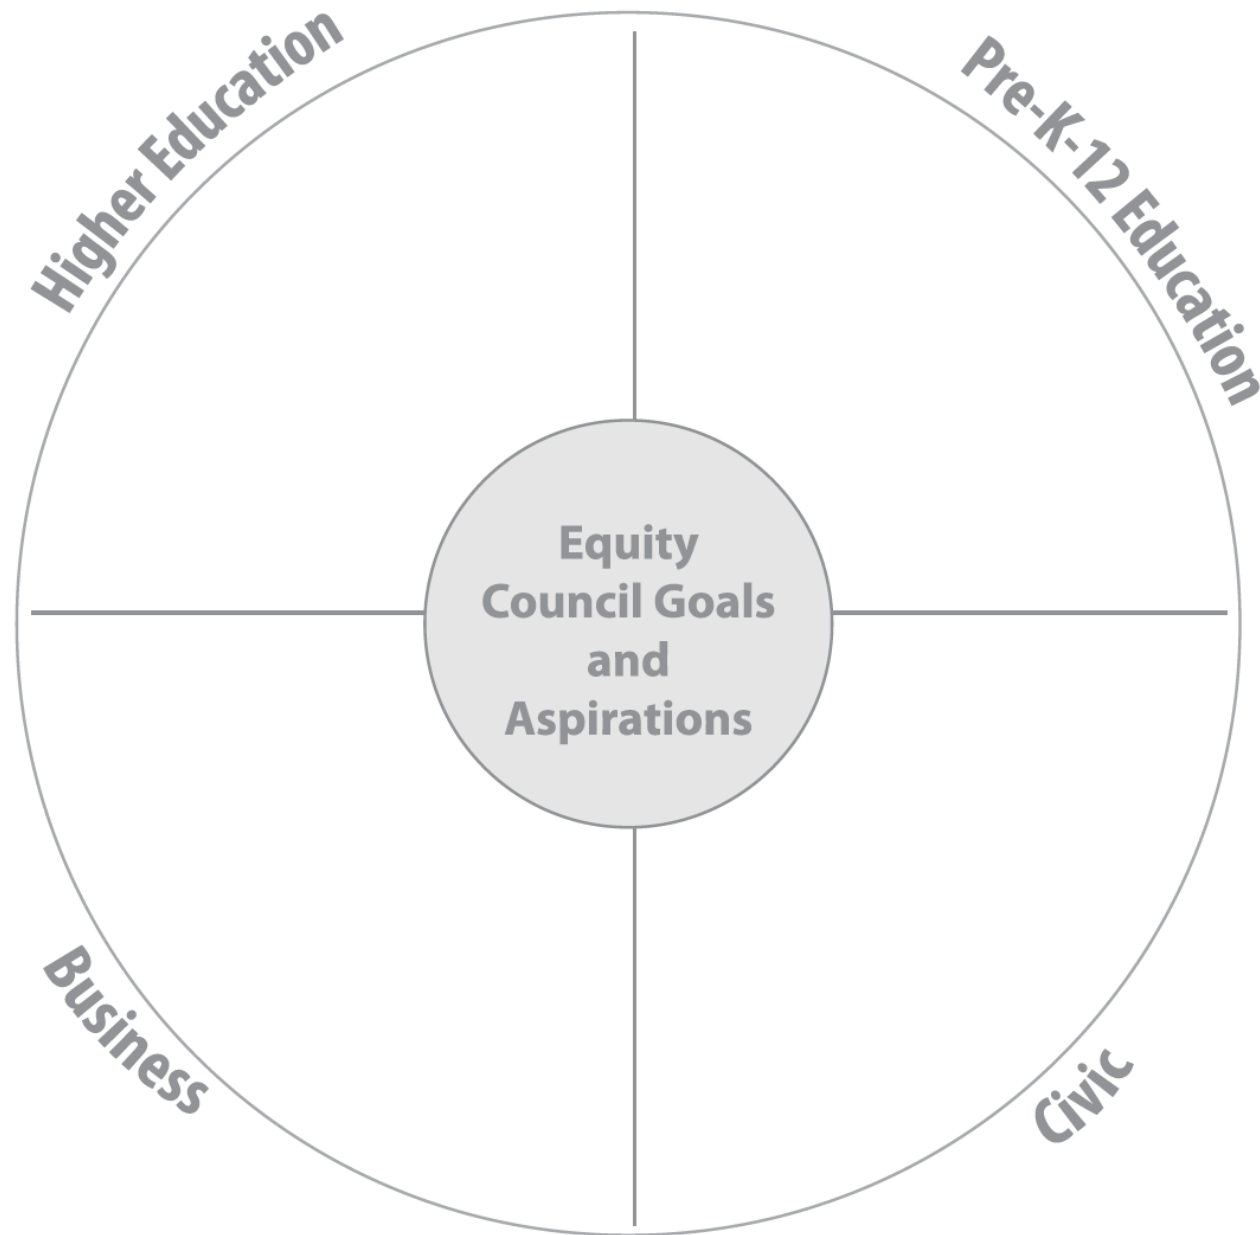 Higher Education
Pre-K-12 Education
Equity
Council Goals
and
Aspirations
Business
Civic